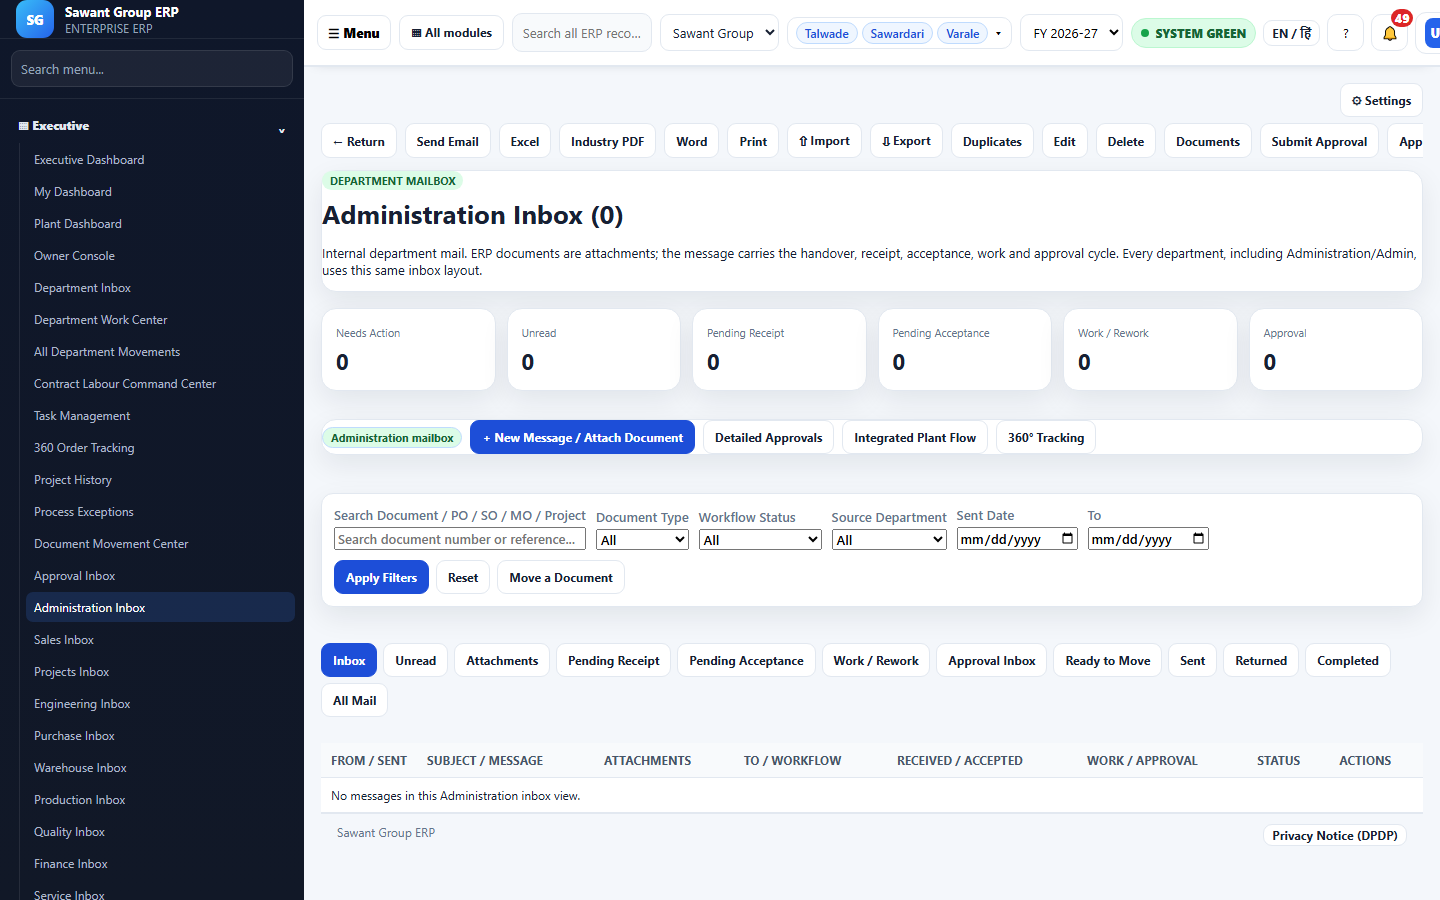 SG
Sawant Group ERP
ENTERPRISE ERP
Search menu...
Executive
Executive Dashboard
My Dashboard
Plant Dashboard
Owner Console
Department Inbox
Department Work Center
All Department Movements
Contract Labour Command Center
Task Management
360 Order Tracking
Project History
Process Exceptions
Document Movement Center
Approval Inbox
Administration Inbox
Sales Inbox
Projects Inbox
Engineering Inbox
Purchase Inbox
Warehouse Inbox
Production Inbox
Quality Inbox
Finance Inbox
Service Inbox
☰ Menu
All modules
Search all ERP reco...
Sawant Group
Talwade
Sawardari
Varale
FY 2026-27
SYSTEM GREEN
EN / हिं
?
49
U
⚙ Settings
← Return
Send Email
Excel
Industry PDF
Word
Print
⇧ Import
⇩ Export
Duplicates
Edit
Delete
Documents
Submit Approval
App
DEPARTMENT MAILBOX
Administration Inbox (0)
Internal department mail. ERP documents are attachments; the message carries the handover, receipt, acceptance, work and approval cycle. Every department, including Administration/Admin,
uses this same inbox layout.
Needs Action
0
Unread
0
Pending Receipt
0
Pending Acceptance
0
Work / Rework
0
Approval
0
Administration mailbox
+ New Message / Attach Document
Detailed Approvals
Integrated Plant Flow
360° Tracking
Search Document / PO / SO / MO / Project
Search document number or reference...
Document Type
All
Workflow Status
All
Source Department
All
Sent Date
mm/dd/yyyy
To
mm/dd/yyyy
Apply Filters
Reset
Move a Document
Inbox
Unread
Attachments
Pending Receipt
Pending Acceptance
Work / Rework
Approval Inbox
Ready to Move
Sent
Returned
Completed
All Mail
FROM / SENT SUBJECT / MESSAGE ATTACHMENTS TO / WORKFLOW RECEIVED / ACCEPTED WORK / APPROVAL STATUS ACTIONS
No messages in this Administration inbox view.
Sawant Group ERP
Privacy Notice (DPDP)